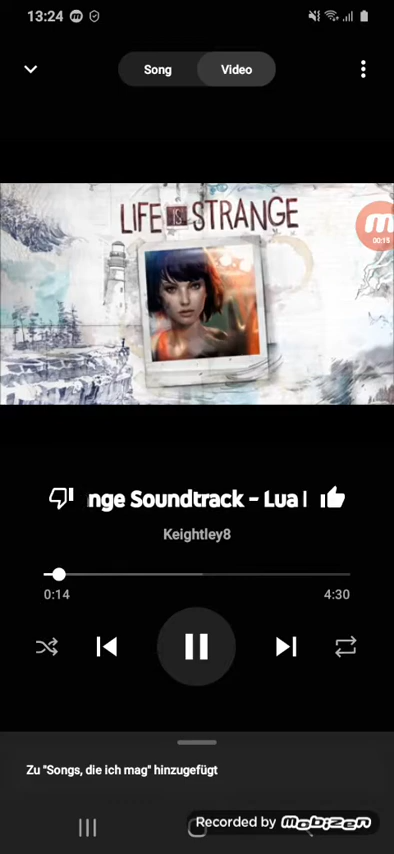 13:24
Song
Video
LIFE IS STRANGE
00:15
nge Soundtrack - Lua
Keightley8
0:14
4:30
Zu "Songs, die ich mag" hinzugefügt
Recorded by mobizen